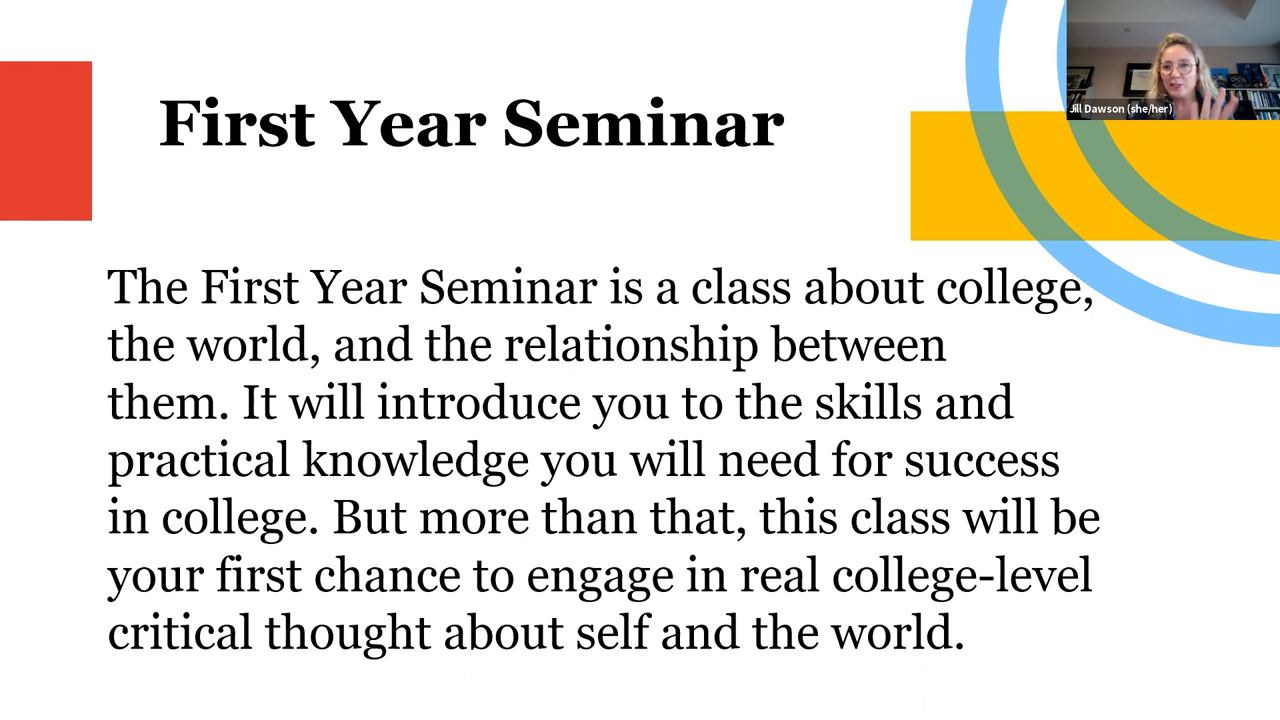 Jill Dawson (she/her)
First Year Seminar
The First Year Seminar is a class about college,
the world, and the relationship between
them. It will introduce you to the skills and
practical knowledge you will need for success
in college. But more than that, this class will be
your first chance to engage in real college-level
critical thought about self and the world.